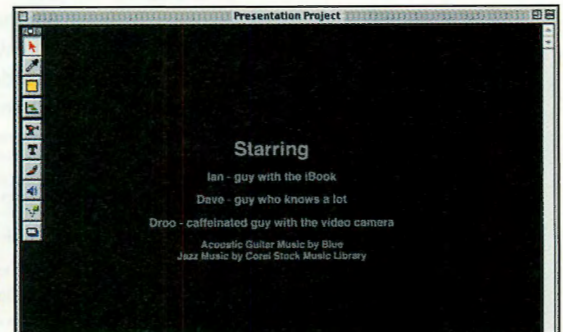 Presentation Project
T
Starring
Ian - guy with the iBook
Dave - guy who knows a lot
Droo - caffeinated guy with the video camera
Acoustic Guitar Music by Blue
Jazz Music by Corel Stock Music Library